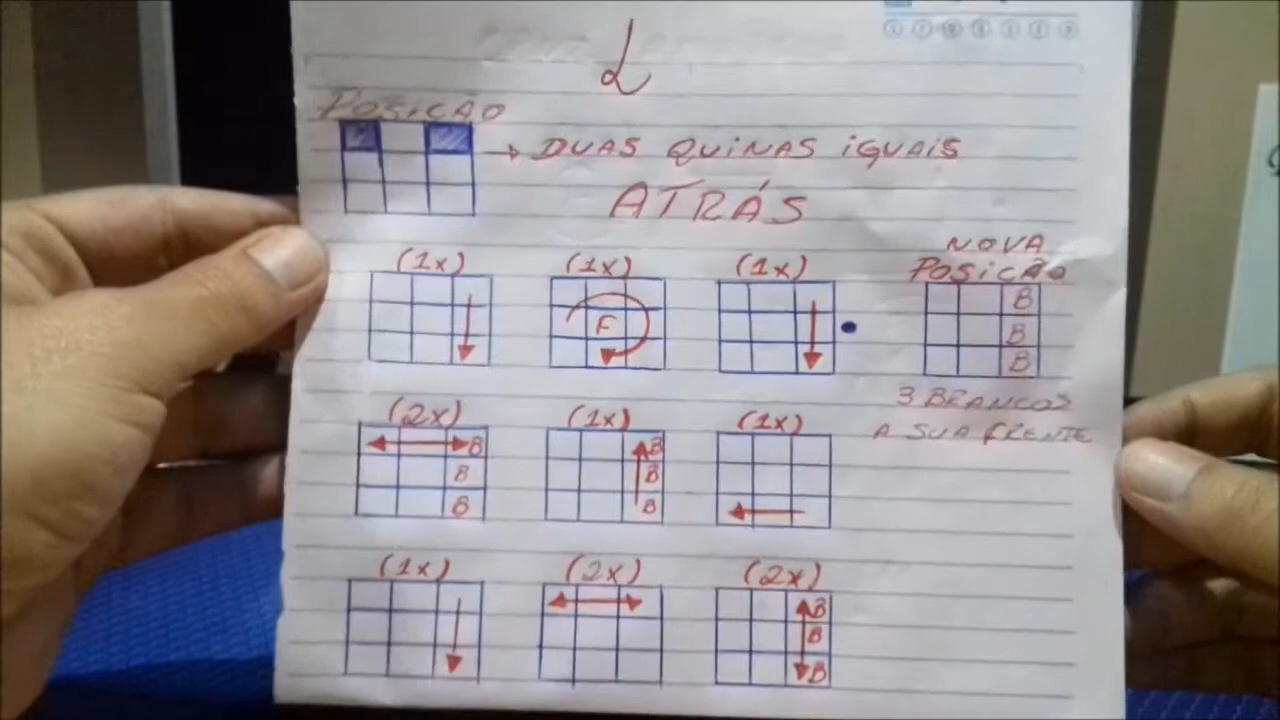 L
POSIÇÃO
DUAS QUINAS IGUAIS
ATRÁS
(1x) (1x) (1x) NOVA
POSIÇÃO
F
B
B
B
3 BRANCOS
A SUA FRENTE
(2x) (1x) (1x)
B B
B B
B B
(1x) (2x) (2x)
B
B
B